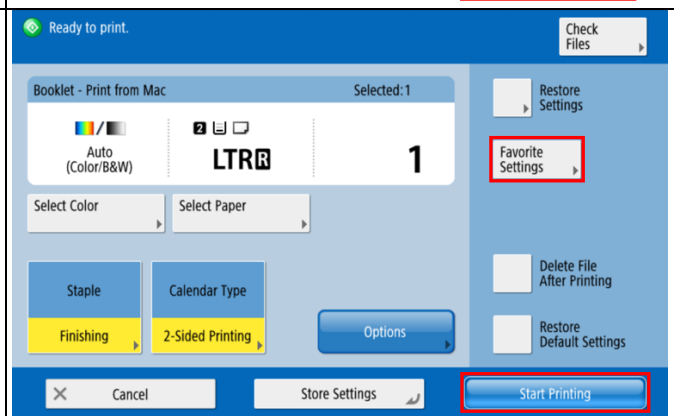 Ready to print.
Check
Files
Booklet - Print from Mac
Selected:1
Restore
Settings
Auto
(Color/B&W)
2
LTRR
1
Favorite
Settings
Select Color
Select Paper
Delete File
After Printing
Staple
Calendar Type
Finishing
2-Sided Printing
Options
Restore
Default Settings
Cancel
Store Settings
Start Printing